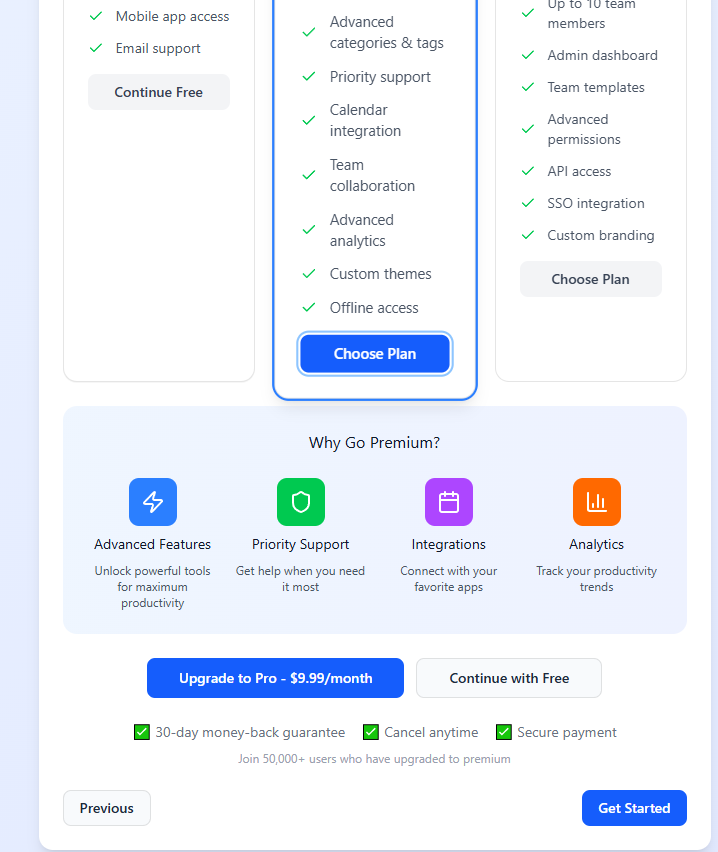 Mobile app access
Email support
Continue Free
Advanced
categories & tags
Priority support
Calendar
integration
Team
collaboration
Advanced
analytics
Custom themes
Offline access
Choose Plan
Up to 10 team
members
Admin dashboard
Team templates
Advanced
permissions
API access
SSO integration
Custom branding
Choose Plan
Why Go Premium?
Advanced Features
Unlock powerful tools
for maximum
productivity
Priority Support
Get help when you need
it most
Integrations
Connect with your
favorite apps
Analytics
Track your productivity
trends
Upgrade to Pro - $9.99/month
Continue with Free
✅ 30-day money-back guarantee ✅ Cancel anytime ✅ Secure payment
Join 50,000+ users who have upgraded to premium
Previous
Get Started